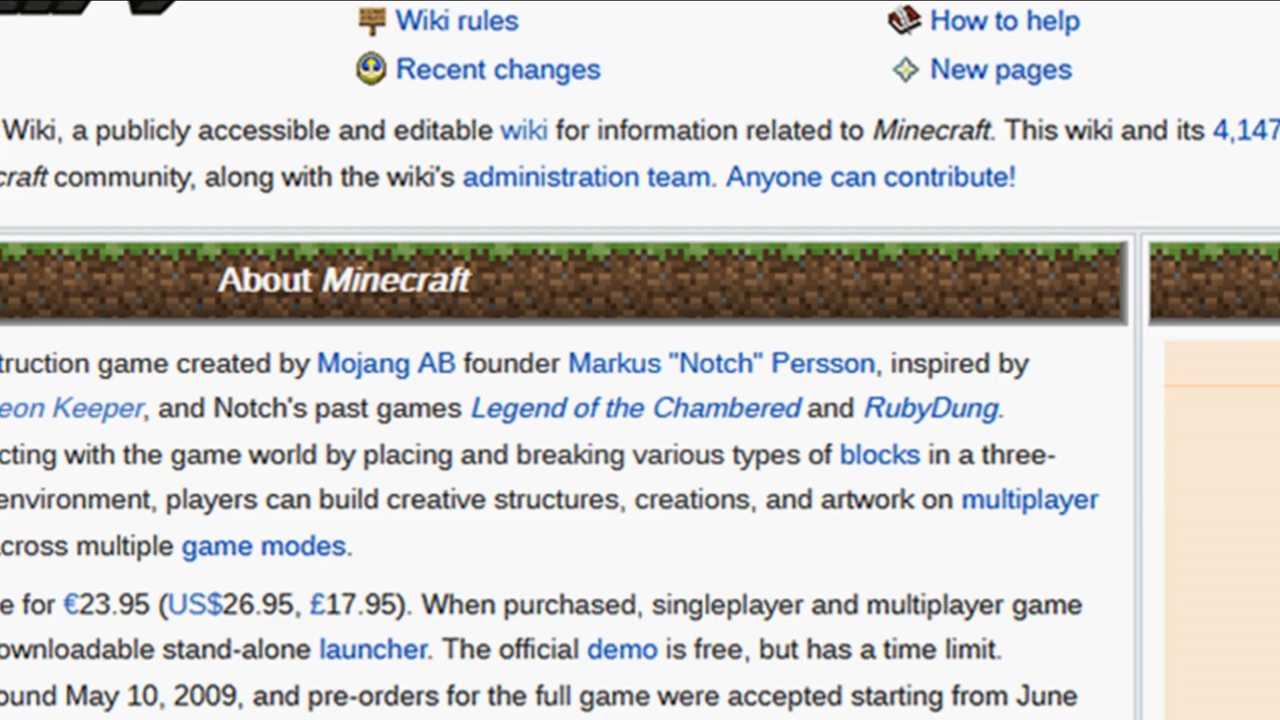 Wiki rules
How to help
Recent changes
New pages
Wiki, a publicly accessible and editable wiki for information related to Minecraft. This wiki and its 4,147
craft community, along with the wiki's administration team. Anyone can contribute!
About Minecraft
truction game created by Mojang AB founder Markus "Notch" Persson, inspired by
eon Keeper, and Notch's past games Legend of the Chambered and RubyDung.
cting with the game world by placing and breaking various types of blocks in a three-
environment, players can build creative structures, creations, and artwork on multiplayer
cross multiple game modes.
e for €23.95 (US$26.95, £17.95). When purchased, singleplayer and multiplayer game
ownloadable stand-alone launcher. The official demo is free, but has a time limit.
ound May 10, 2009, and pre-orders for the full game were accepted starting from June